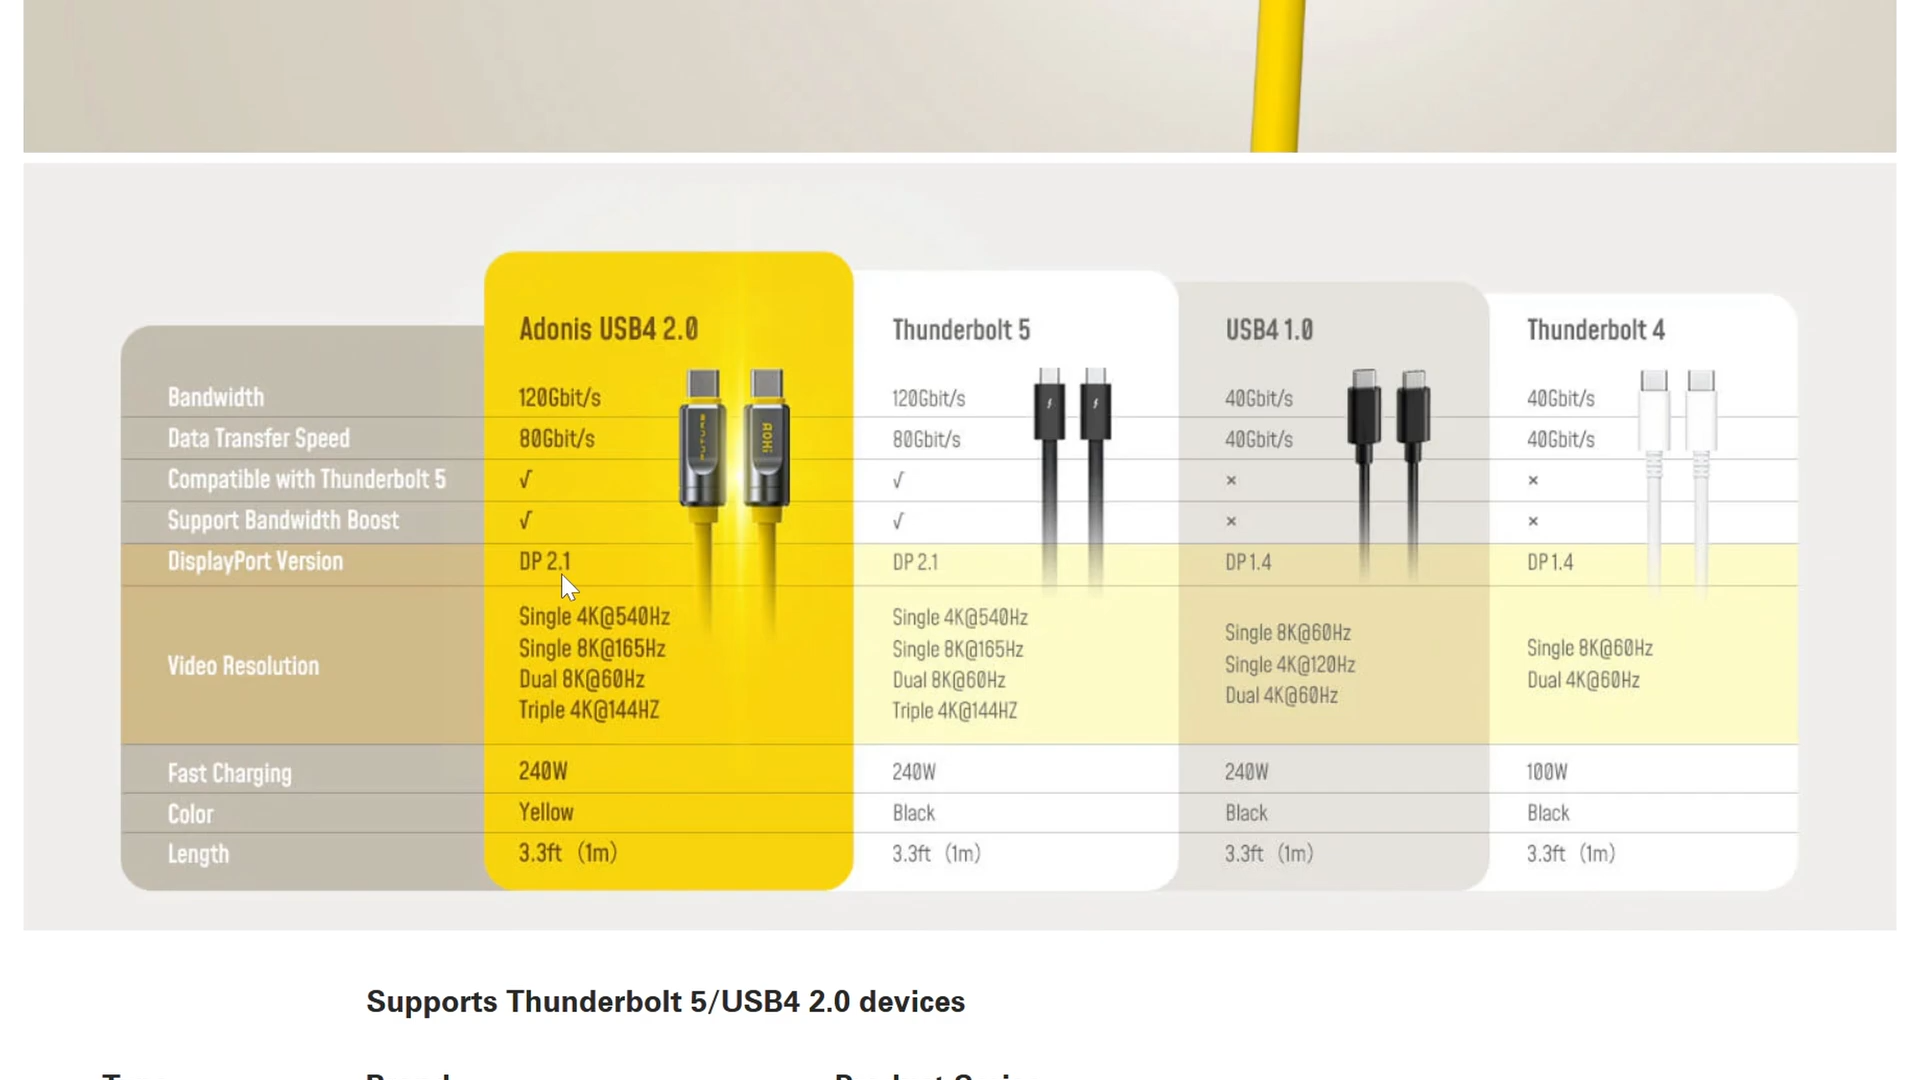 Adonis USB4 2.0 Thunderbolt 5 USB4 1.0 Thunderbolt 4
Bandwidth 120Gbit/s 120Gbit/s 40Gbit/s 40Gbit/s
Data Transfer Speed 80Gbit/s 80Gbit/s 40Gbit/s 40Gbit/s
Compatible with Thunderbolt 5 √ √ × ×
Support Bandwidth Boost √ √ × ×
DisplayPort Version DP 2.1 DP 2.1 DP 1.4 DP 1.4
Video Resolution
Single 4K@540Hz
Single 8K@165Hz
Dual 8K@60Hz
Triple 4K@144HZ
Single 4K@540Hz
Single 8K@165Hz
Dual 8K@60Hz
Triple 4K@144HZ
Single 8K@60Hz
Single 4K@120Hz
Dual 4K@60Hz
Single 8K@60Hz
Dual 4K@60Hz
Fast Charging 240W 240W 240W 100W
Color Yellow Black Black Black
Length 3.3ft（1m） 3.3ft（1m） 3.3ft（1m） 3.3ft（1m）
FUTURE
AOHi
Supports Thunderbolt 5/USB4 2.0 devices